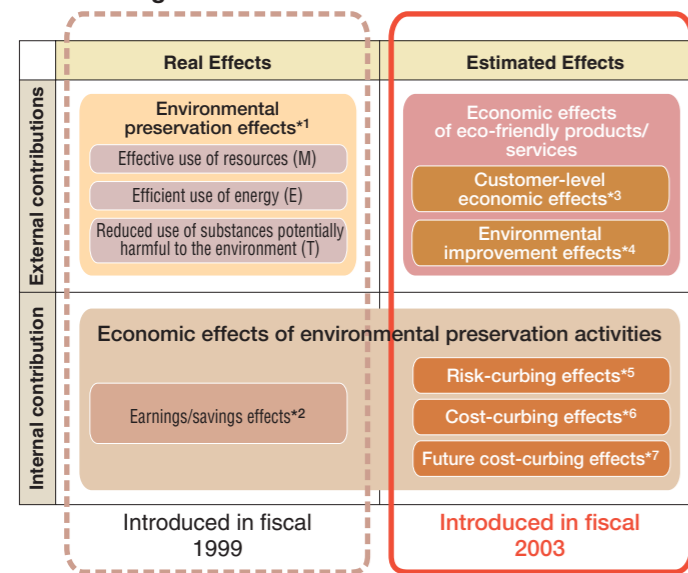 Real Effects
Estimated Effects
External contributions
Environmental
preservation effects*1
Effective use of resources (M)
Efficient use of energy (E)
Reduced use of substances potentially
harmful to the environment (T)
Economic effects
of eco-friendly products/
services
Customer-level
economic effects*3
Environmental
improvement effects*4
Internal contribution
Economic effects of environmental preservation activities
Earnings/savings effects*2
Risk-curbing effects*5
Cost-curbing effects*6
Future cost-curbing effects*7
Introduced in fiscal
1999
Introduced in fiscal
2003